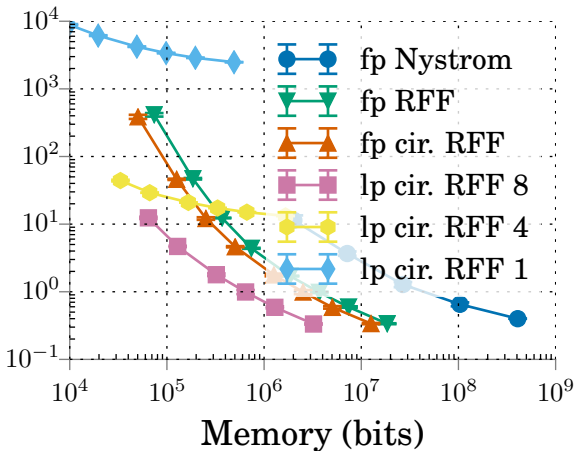 10^4
10^3
10^2
10^1
10^0
10^−1
fp Nystrom
fp RFF
fp cir. RFF
lp cir. RFF 8
lp cir. RFF 4
lp cir. RFF 1
10^4 10^5 10^6 10^7 10^8 10^9
Memory (bits)